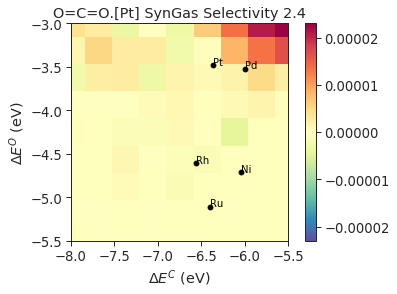 O=C=O.[Pt] SynGas Selectivity 2.4
−3.0
−3.5
−4.0
−4.5
−5.0
−5.5
ΔE^O (eV)
Pt
Pd
Rh
Ni
Ru
−8.0 −7.5 −7.0 −6.5 −6.0 −5.5
ΔE^C (eV)
0.00002
0.00001
0.00000
−0.00001
−0.00002